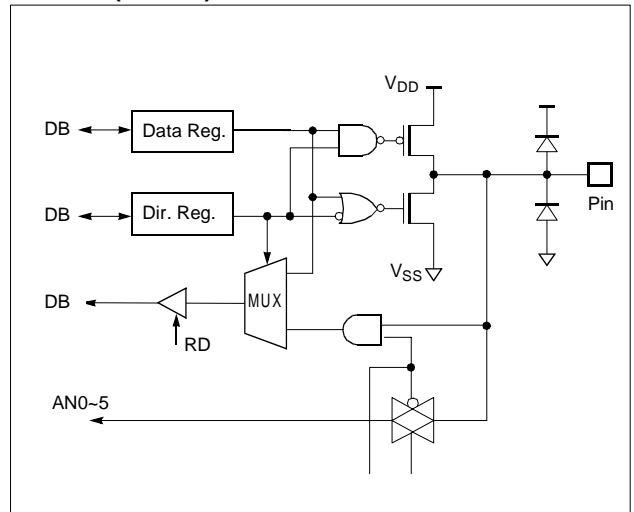 VDD
DB
Data Reg.
DB
Dir. Reg.
Pin
VSS
DB
MUX
RD
AN0~5